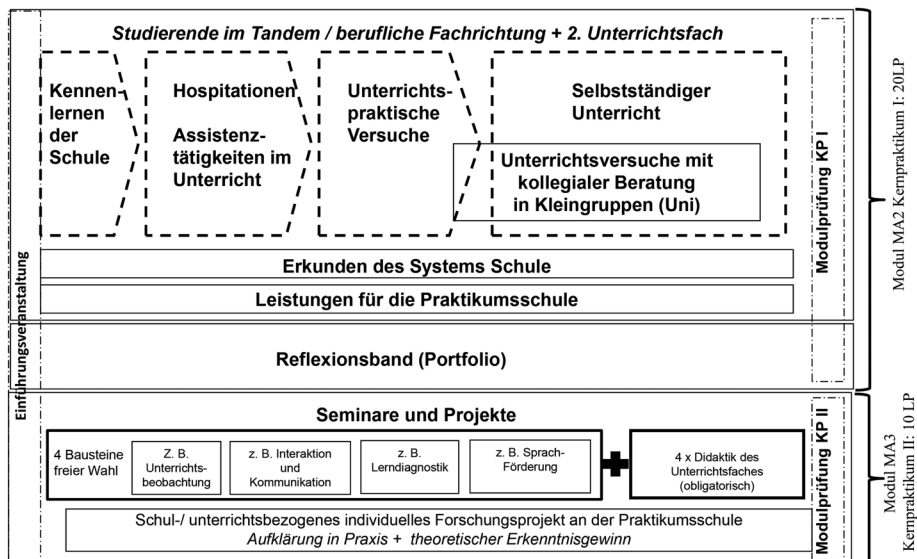 Studierende im Tandem / berufliche Fachrichtung + 2. Unterrichtsfach
Kennen-
lernen
der
Schule
Hospitationen
Assistenz-
tätigkeiten im
Unterricht
Unterrichts-
praktische
Versuche
Selbstständiger
Unterricht
Unterrichtsversuche mit
kollegialer Beratung
in Kleingruppen (Uni)
Erkunden des Systems Schule
Leistungen für die Praktikumsschule
Reflexionsband (Portfolio)
Einführungsveranstaltung
Modulprüfung KP I
Modul MA2 Kernpraktikum I: 20LP
Seminare und Projekte
4 Bausteine
freier Wahl
Z. B.
Unterrichts-
beobachtung
z. B. Interaktion
und
Kommunikation
z. B.
Lerndiagnostik
z. B. Sprach-
Förderung
4 x Didaktik des
Unterrichtsfaches
(obligatorisch)
Schul-/ unterrichtsbezogenes individuelles Forschungsprojekt an der Praktikumsschule
Aufklärung in Praxis + theoretischer Erkenntnisgewinn
Modulprüfung KP II
Modul MA3
Kernpraktikum II: 10 LP